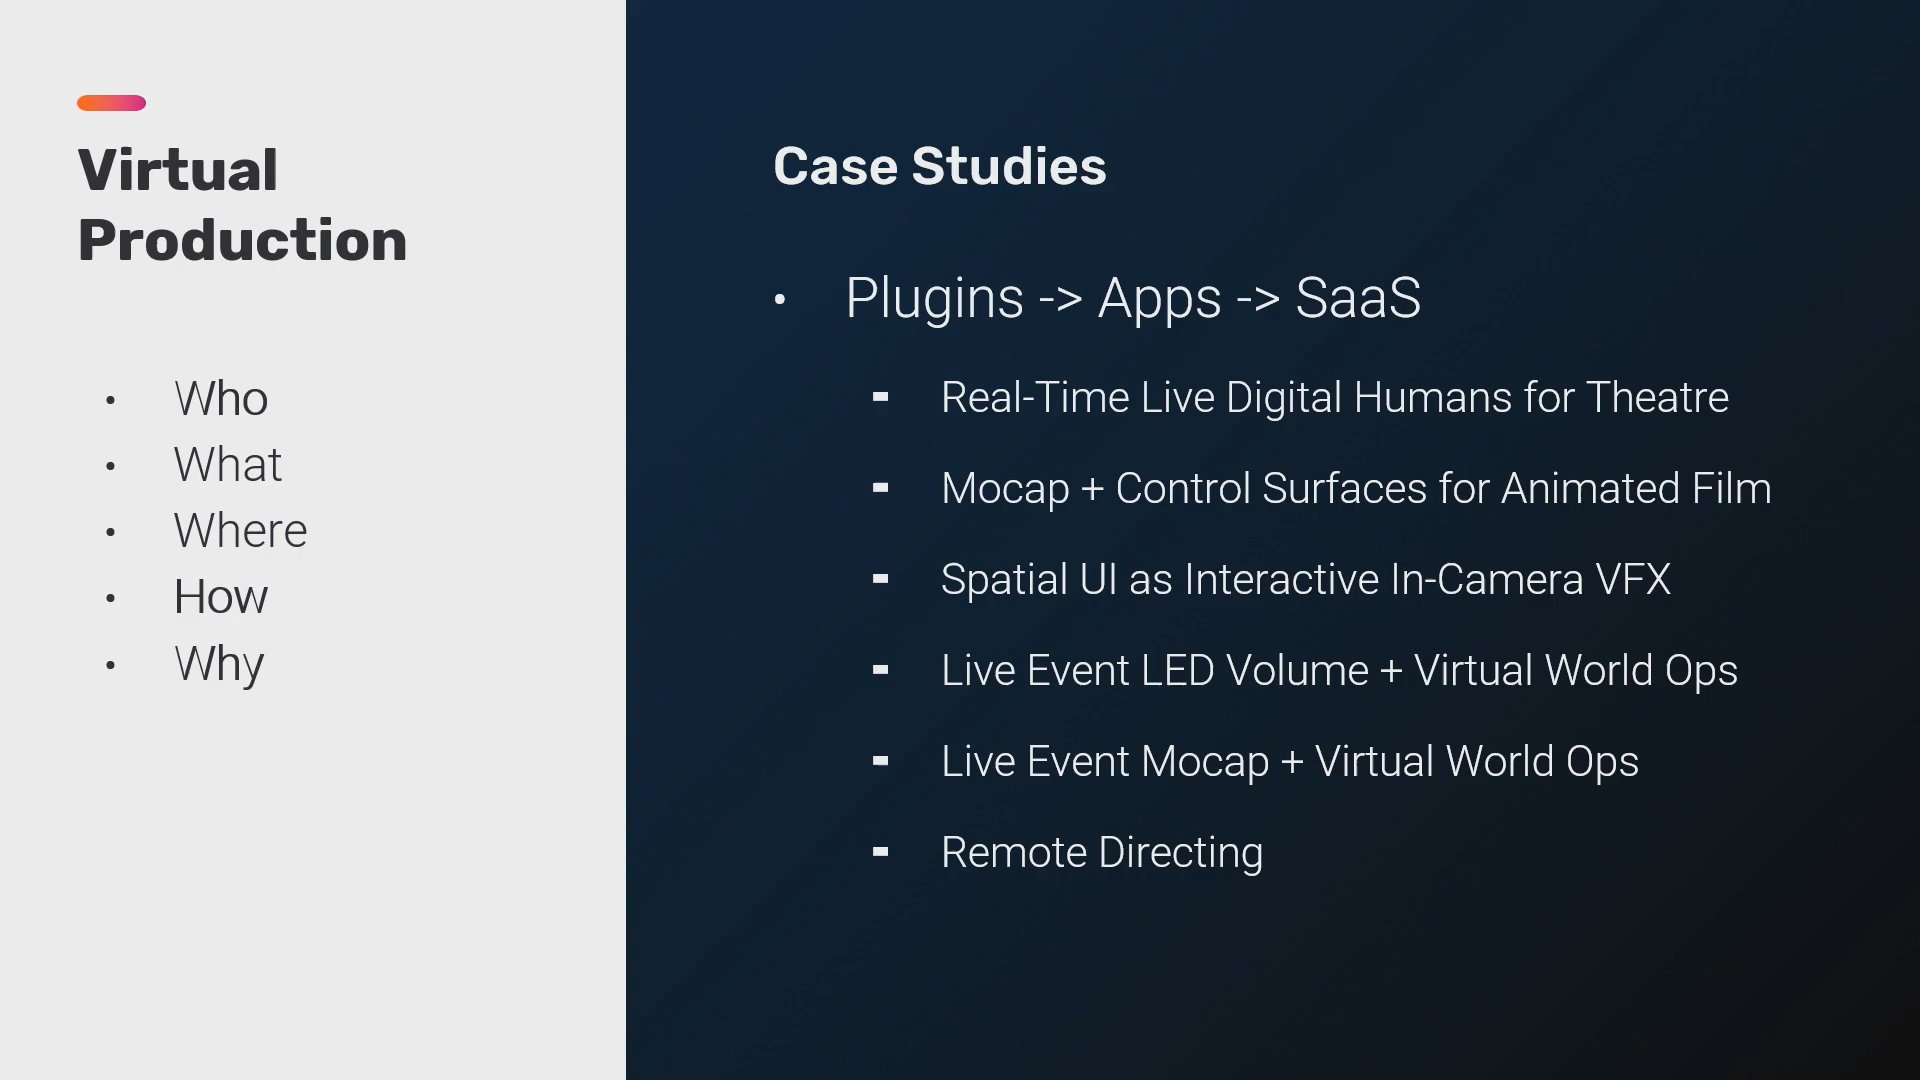 Virtual
Production
• Who
• What
• Where
• How
• Why
Case Studies
• Plugins -> Apps -> SaaS
- Real-Time Live Digital Humans for Theatre
- Mocap + Control Surfaces for Animated Film
- Spatial UI as Interactive In-Camera VFX
- Live Event LED Volume + Virtual World Ops
- Live Event Mocap + Virtual World Ops
- Remote Directing